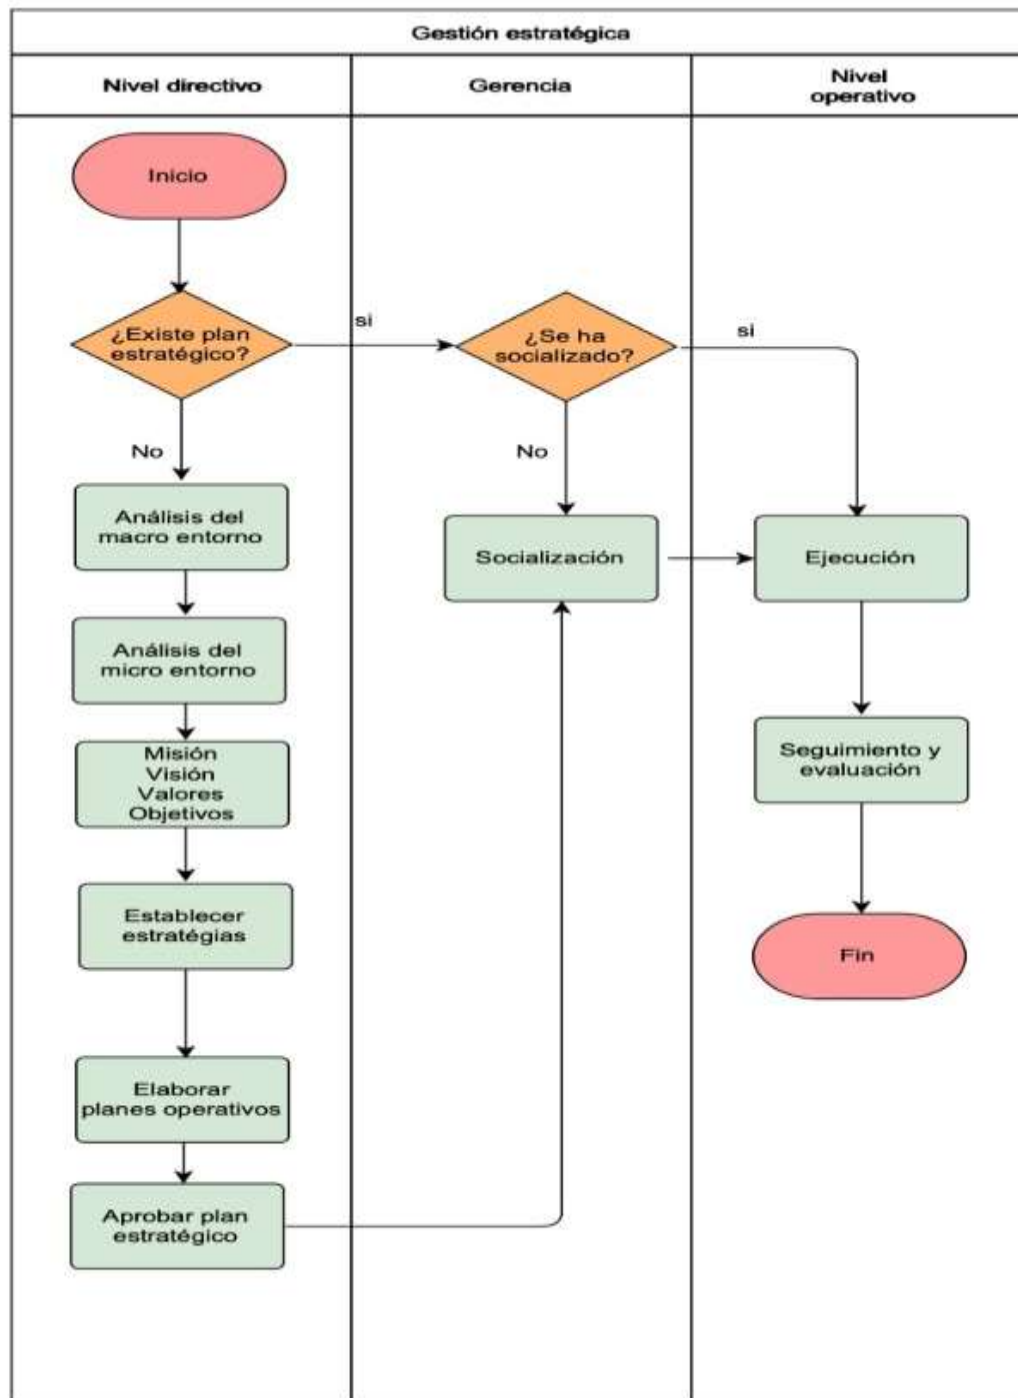 Gestión estratégica
Nivel directivo
Gerencia
Nivel
operativo
Inicio
¿Existe plan
estratégico?
si
¿Se ha
socializado?
si
No
No
Análisis del
macro entorno
Socialización
Ejecución
Análisis del
micro entorno
Misión
Visión
Valores
Objetivos
Seguimiento y
evaluación
Establecer
estratégias
Fin
Elaborar
planes operativos
Aprobar plan
estratégico